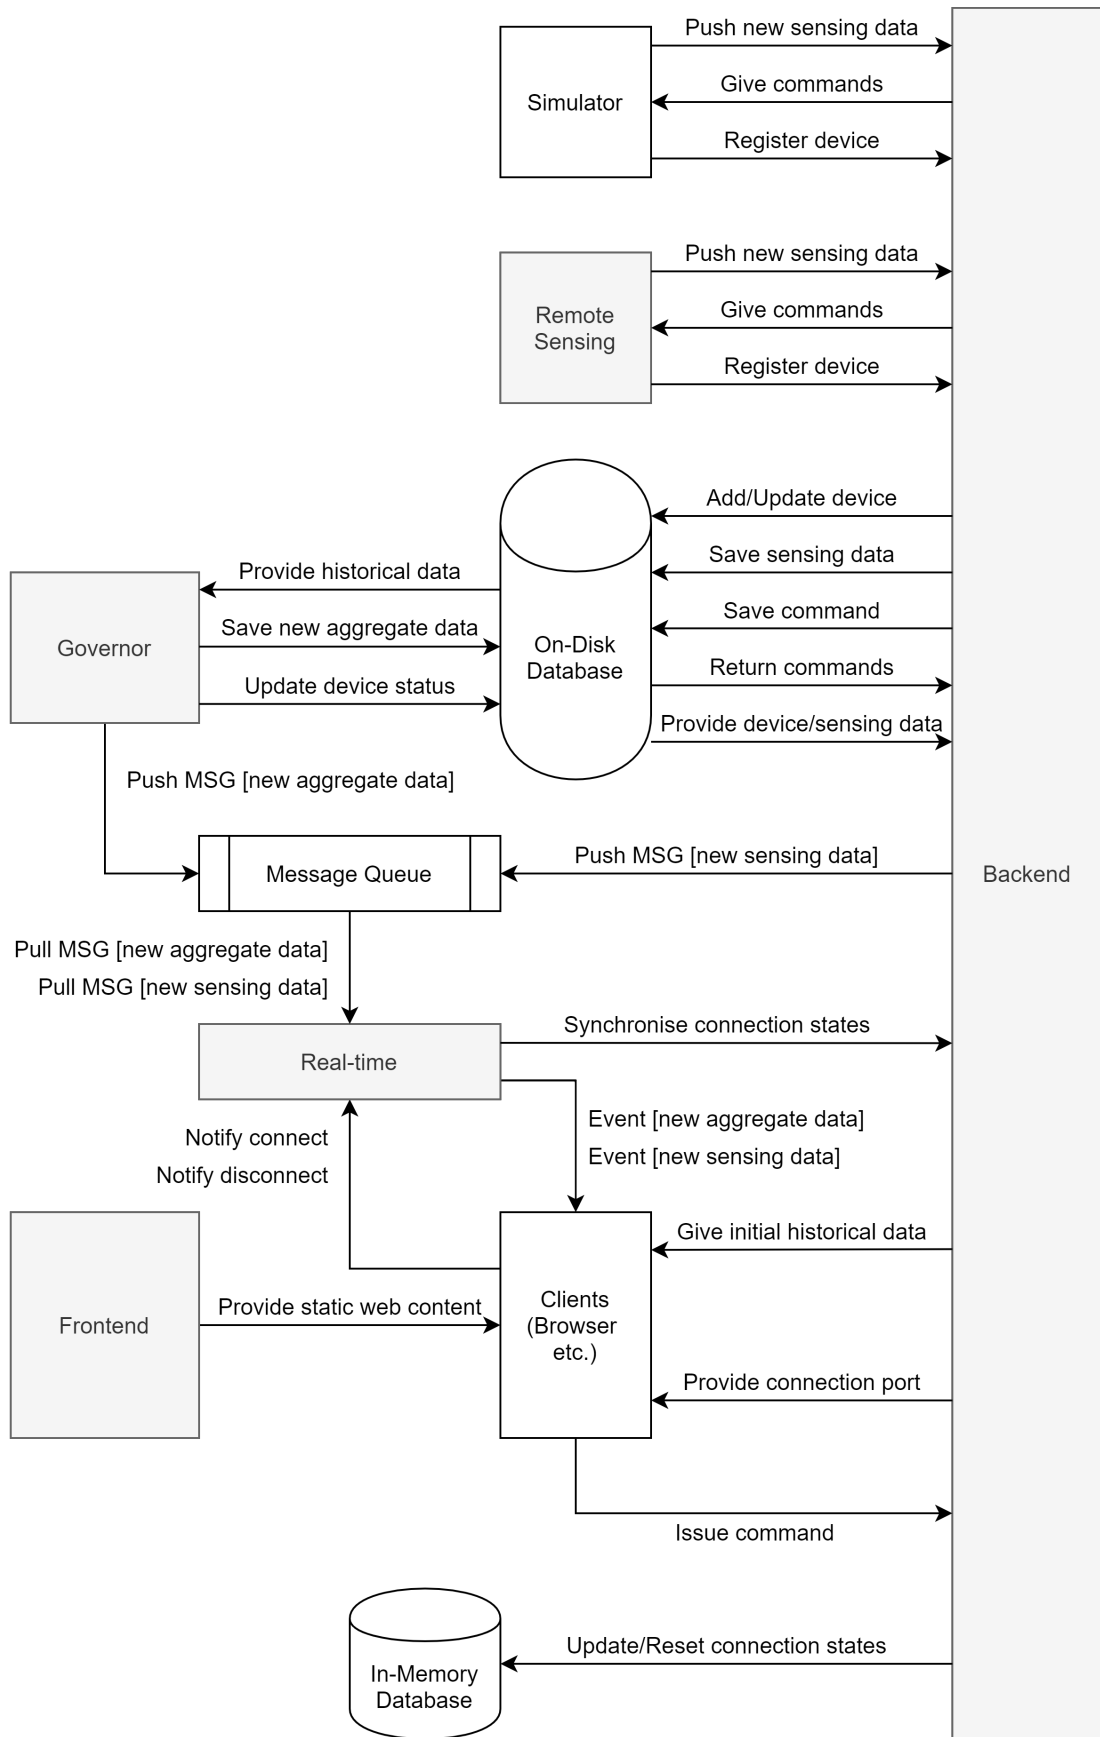 Push new sensing data
Simulator
Give commands
Register device
Push new sensing data
Remote
Sensing
Give commands
Register device
Add/Update device
Save sensing data
Save command
Return commands
Provide device/sensing data
On-Disk
Database
Provide historical data
Save new aggregate data
Update device status
Governor
Push MSG [new aggregate data]
Message Queue
Push MSG [new sensing data]
Backend
Pull MSG [new aggregate data]
Pull MSG [new sensing data]
Real-time
Synchronise connection states
Event [new aggregate data]
Event [new sensing data]
Notify connect
Notify disconnect
Give initial historical data
Frontend
Provide static web content
Clients
(Browser
etc.)
Provide connection port
Issue command
In-Memory
Database
Update/Reset connection states